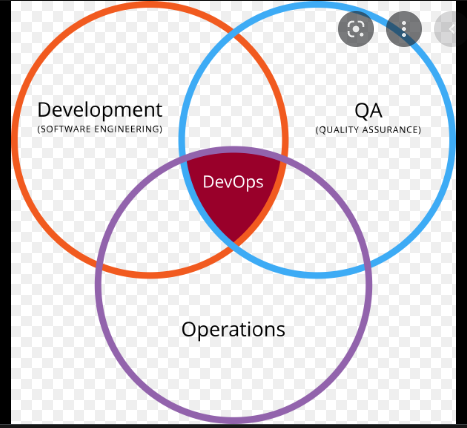 Development
(SOFTWARE ENGINEERING)
QA
(QUALITY ASSURANCE)
DevOps
Operations